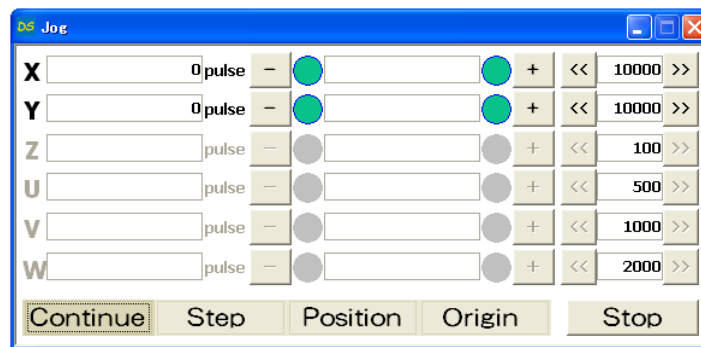 DS Jog
X 0 pulse - + << 10000 >>
Y 0 pulse - + << 10000 >>
Z pulse - + << 100 >>
U pulse - + << 500 >>
V pulse - + << 1000 >>
W pulse - + << 2000 >>
Continue Step Position Origin Stop